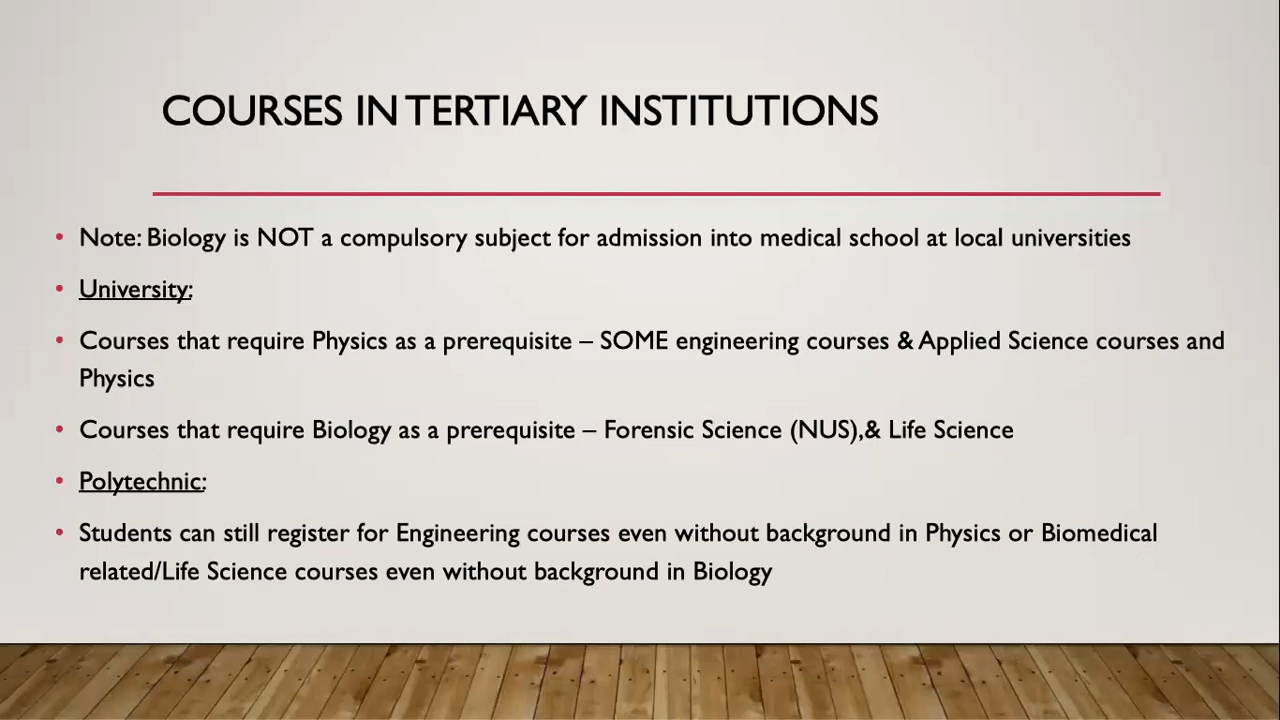 COURSES IN TERTIARY INSTITUTIONS
• Note: Biology is NOT a compulsory subject for admission into medical school at local universities
• University:
• Courses that require Physics as a prerequisite – SOME engineering courses & Applied Science courses and
Physics
• Courses that require Biology as a prerequisite – Forensic Science (NUS),& Life Science
• Polytechnic:
• Students can still register for Engineering courses even without background in Physics or Biomedical
related/Life Science courses even without background in Biology